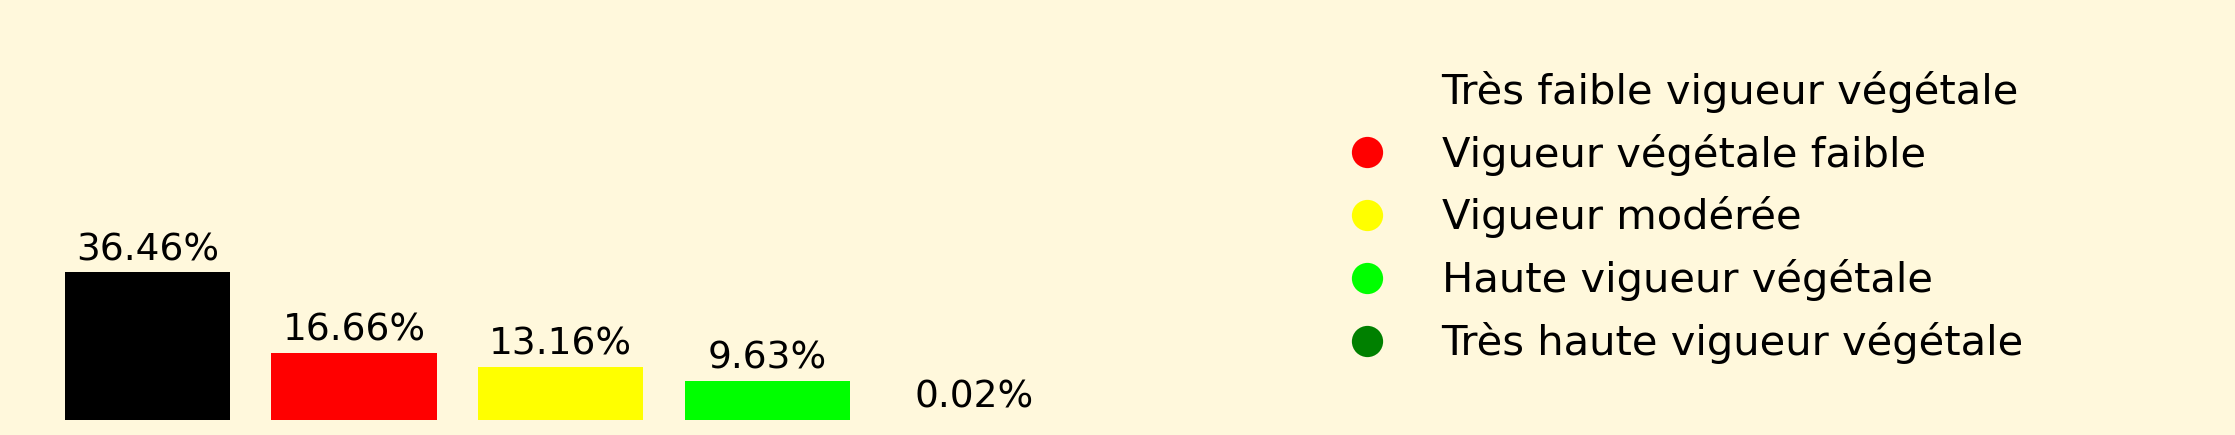 36.46%
16.66%
13.16%
9.63%
0.02%
Très faible vigueur végétale
Vigueur végétale faible
Vigueur modérée
Haute vigueur végétale
Très haute vigueur végétale